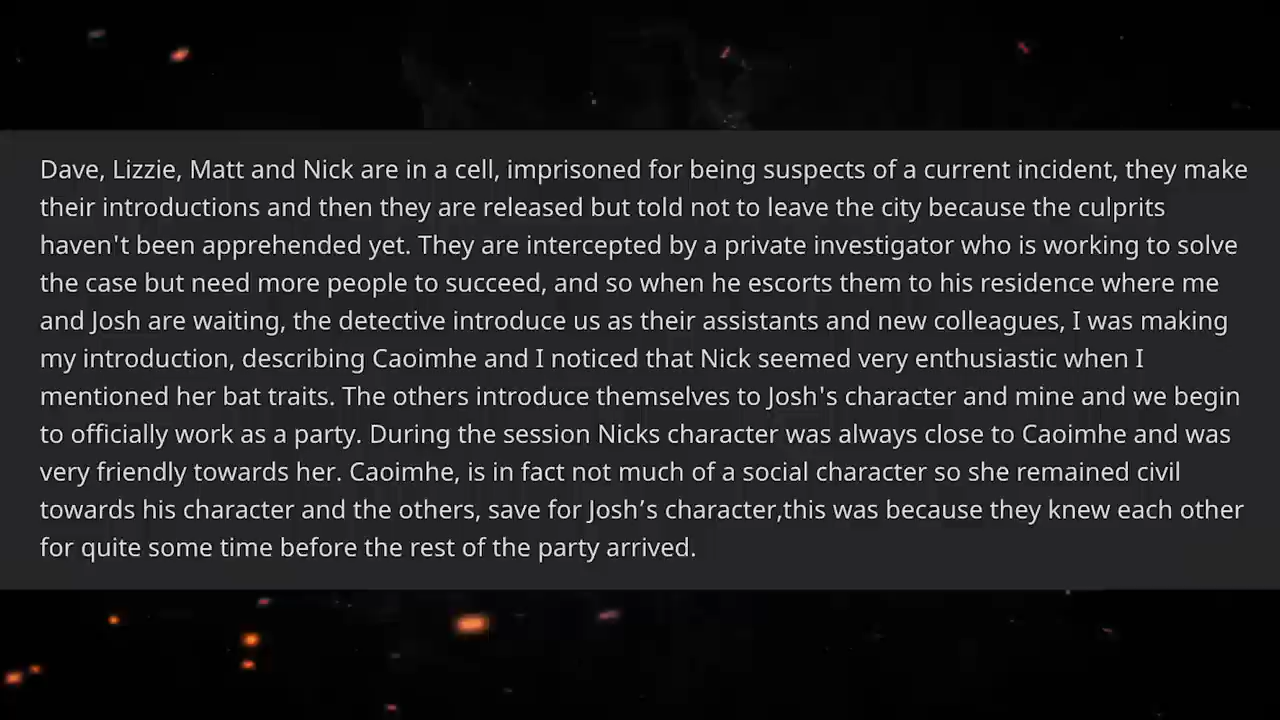 Dave, Lizzie, Matt and Nick are in a cell, imprisoned for being suspects of a current incident, they make
their introductions and then they are released but told not to leave the city because the culprits
haven't been apprehended yet. They are intercepted by a private investigator who is working to solve
the case but need more people to succeed, and so when he escorts them to his residence where me
and Josh are waiting, the detective introduce us as their assistants and new colleagues, I was making
my introduction, describing Caoimhe and I noticed that Nick seemed very enthusiastic when I
mentioned her bat traits. The others introduce themselves to Josh's character and mine and we begin
to officially work as a party. During the session Nicks character was always close to Caoimhe and was
very friendly towards her. Caoimhe, is in fact not much of a social character so she remained civil
towards his character and the others, save for Josh’s character,this was because they knew each other
for quite some time before the rest of the party arrived.